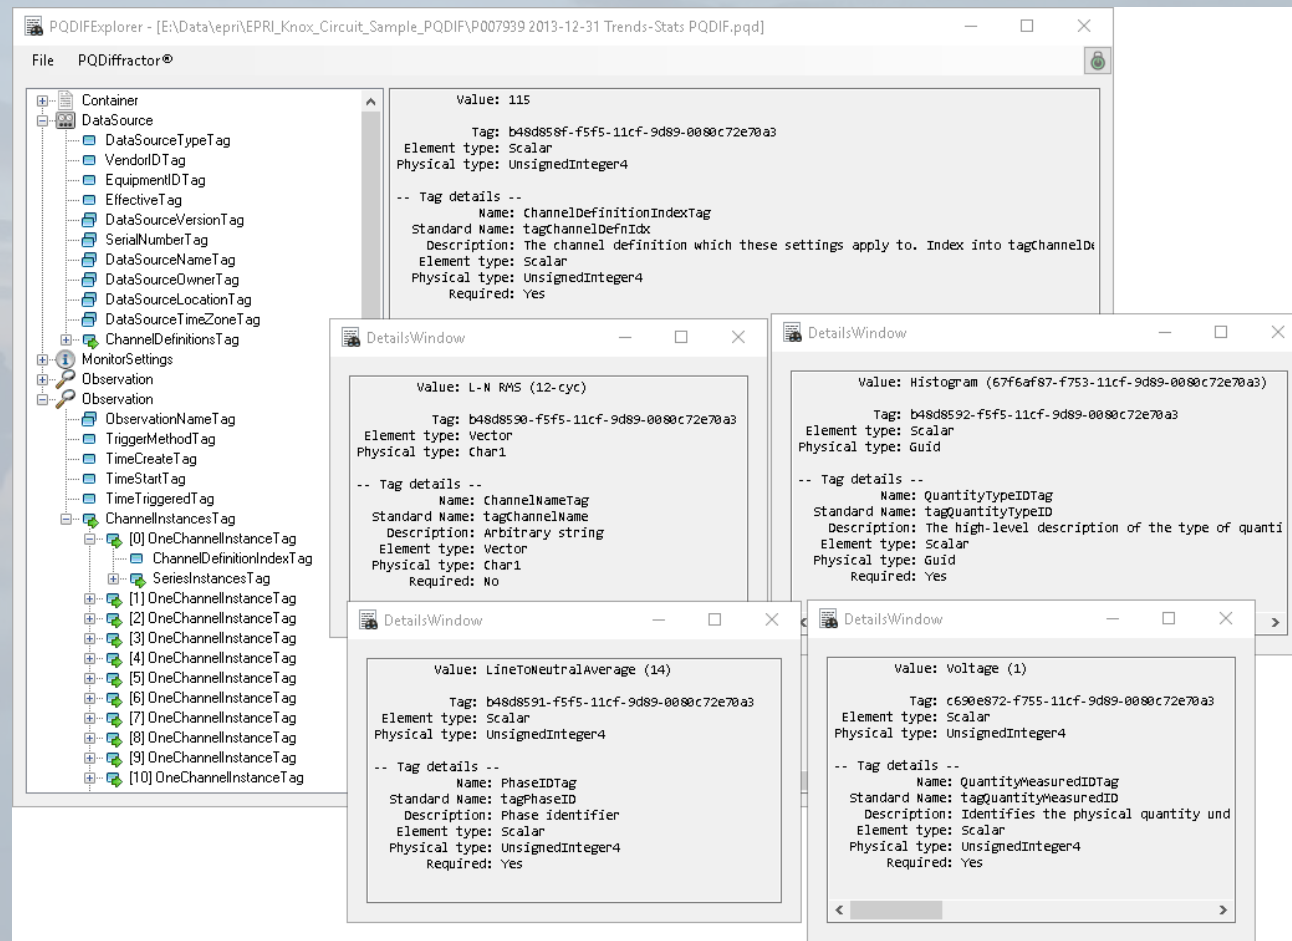 PQDIFExplorer - [E:\Data\epri\EPRI_Knox_Circuit_Sample_PQDIF\P007939 2013-12-31 Trends-Stats PQDIF.pqd]
File PQDiffractor®
Container
DataSource
DataSourceTypeTag
VendorIDTag
EquipmentIDTag
EffectiveTag
DataSourceVersionTag
SerialNumberTag
DataSourceNameTag
DataSourceOwnerTag
DataSourceLocationTag
DataSourceTimeZoneTag
ChannelDefinitionsTag
MonitorSettings
Observation
Observation
ObservationNameTag
TriggerMethodTag
TimeCreateTag
TimeStartTag
TimeTriggeredTag
ChannelInstancesTag
[0] OneChannelInstanceTag
ChannelDefinitionIndexTag
SeriesInstancesTag
[1] OneChannelInstanceTag
[2] OneChannelInstanceTag
[3] OneChannelInstanceTag
[4] OneChannelInstanceTag
[5] OneChannelInstanceTag
[6] OneChannelInstanceTag
[7] OneChannelInstanceTag
[8] OneChannelInstanceTag
[9] OneChannelInstanceTag
[10] OneChannelInstanceTag
Value: 115
Tag: b48d858f-f5f5-11cf-9d89-0080c72e70a3
Element type: Scalar
Physical type: UnsignedInteger4
-- Tag details --
Name: ChannelDefinitionIndexTag
Standard Name: tagChannelDefnIdx
Description: The channel definition which these settings apply to. Index into tagChannelDe
Element type: Scalar
Physical type: UnsignedInteger4
Required: Yes
DetailsWindow
Value: L-N RMS (12-cyc)
Tag: b48d8590-f5f5-11cf-9d89-0080c72e70a3
Element type: Vector
Physical type: Char1
-- Tag details --
Name: ChannelNameTag
Standard Name: tagChannelName
Description: Arbitrary string
Element type: Vector
Physical type: Char1
Required: No
DetailsWindow
Value: Histogram (67f6af87-f753-11cf-9d89-0080c72e70a3)
Tag: b48d8592-f5f5-11cf-9d89-0080c72e70a3
Element type: Scalar
Physical type: Guid
-- Tag details --
Name: QuantityTypeIDTag
Standard Name: tagQuantityTypeID
Description: The high-level description of the type of quanti
Element type: Scalar
Physical type: Guid
Required: Yes
DetailsWindow
Value: LineToNeutralAverage (14)
Tag: b48d8591-f5f5-11cf-9d89-0080c72e70a3
Element type: Scalar
Physical type: UnsignedInteger4
-- Tag details --
Name: PhaseIDTag
Standard Name: tagPhaseID
Description: Phase identifier
Element type: Scalar
Physical type: UnsignedInteger4
Required: Yes
DetailsWindow
Value: Voltage (1)
Tag: c690e872-f755-11cf-9d89-0080c72e70a3
Element type: Scalar
Physical type: UnsignedInteger4
-- Tag details --
Name: QuantityMeasuredIDTag
Standard Name: tagQuantityMeasuredID
Description: Identifies the physical quantity und
Element type: Scalar
Physical type: UnsignedInteger4
Required: Yes